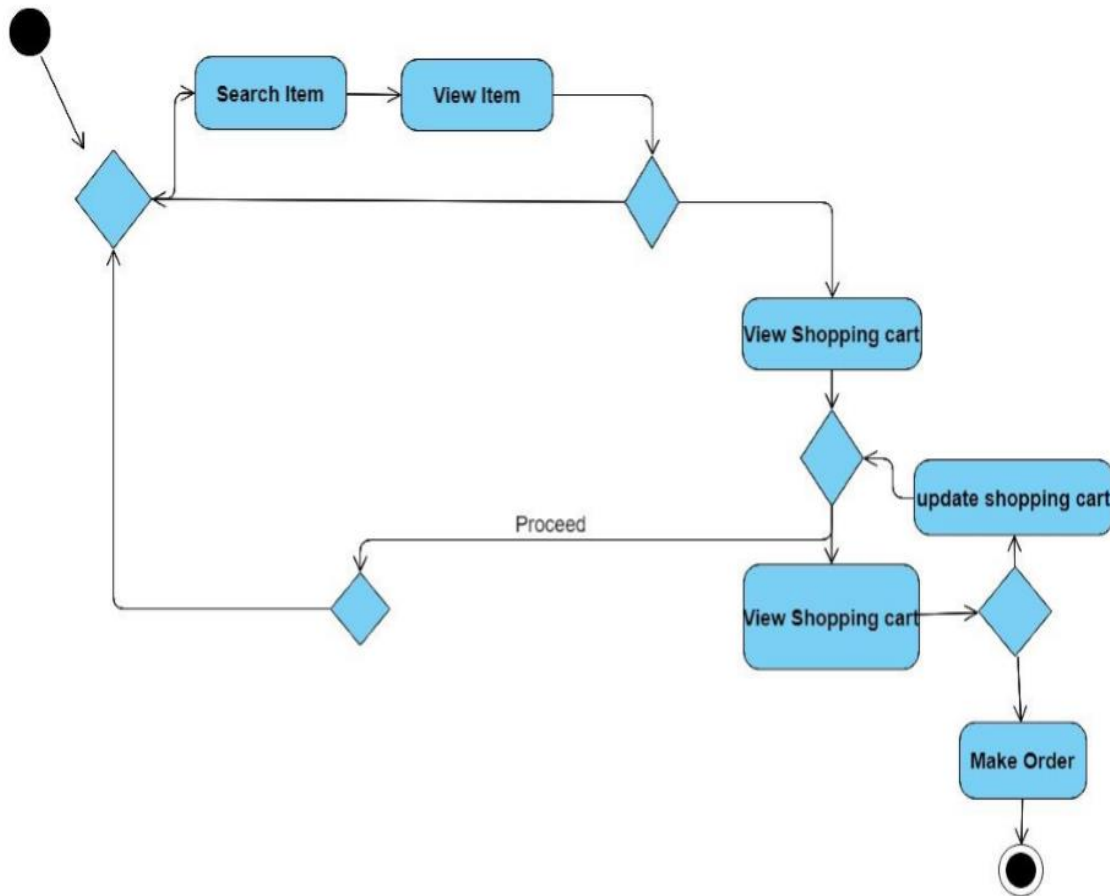 Search Item
View Item
View Shopping cart
update shopping cart
Proceed
View Shopping cart
Make Order